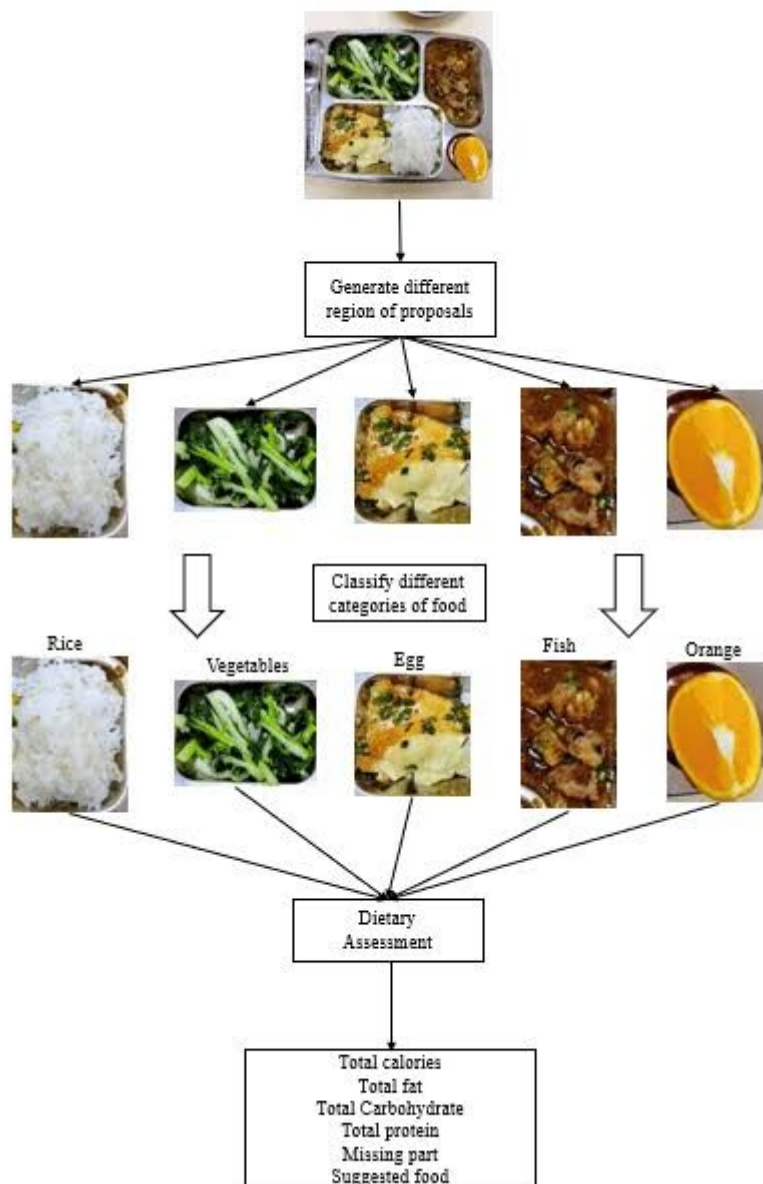 Generate different
region of proposals
Classify different
categories of food
Rice
Vegetables
Egg
Fish
Orange
Dietary
Assessment
Total calories
Total fat
Total Carbohydrate
Total protein
Missing part
Suggested food